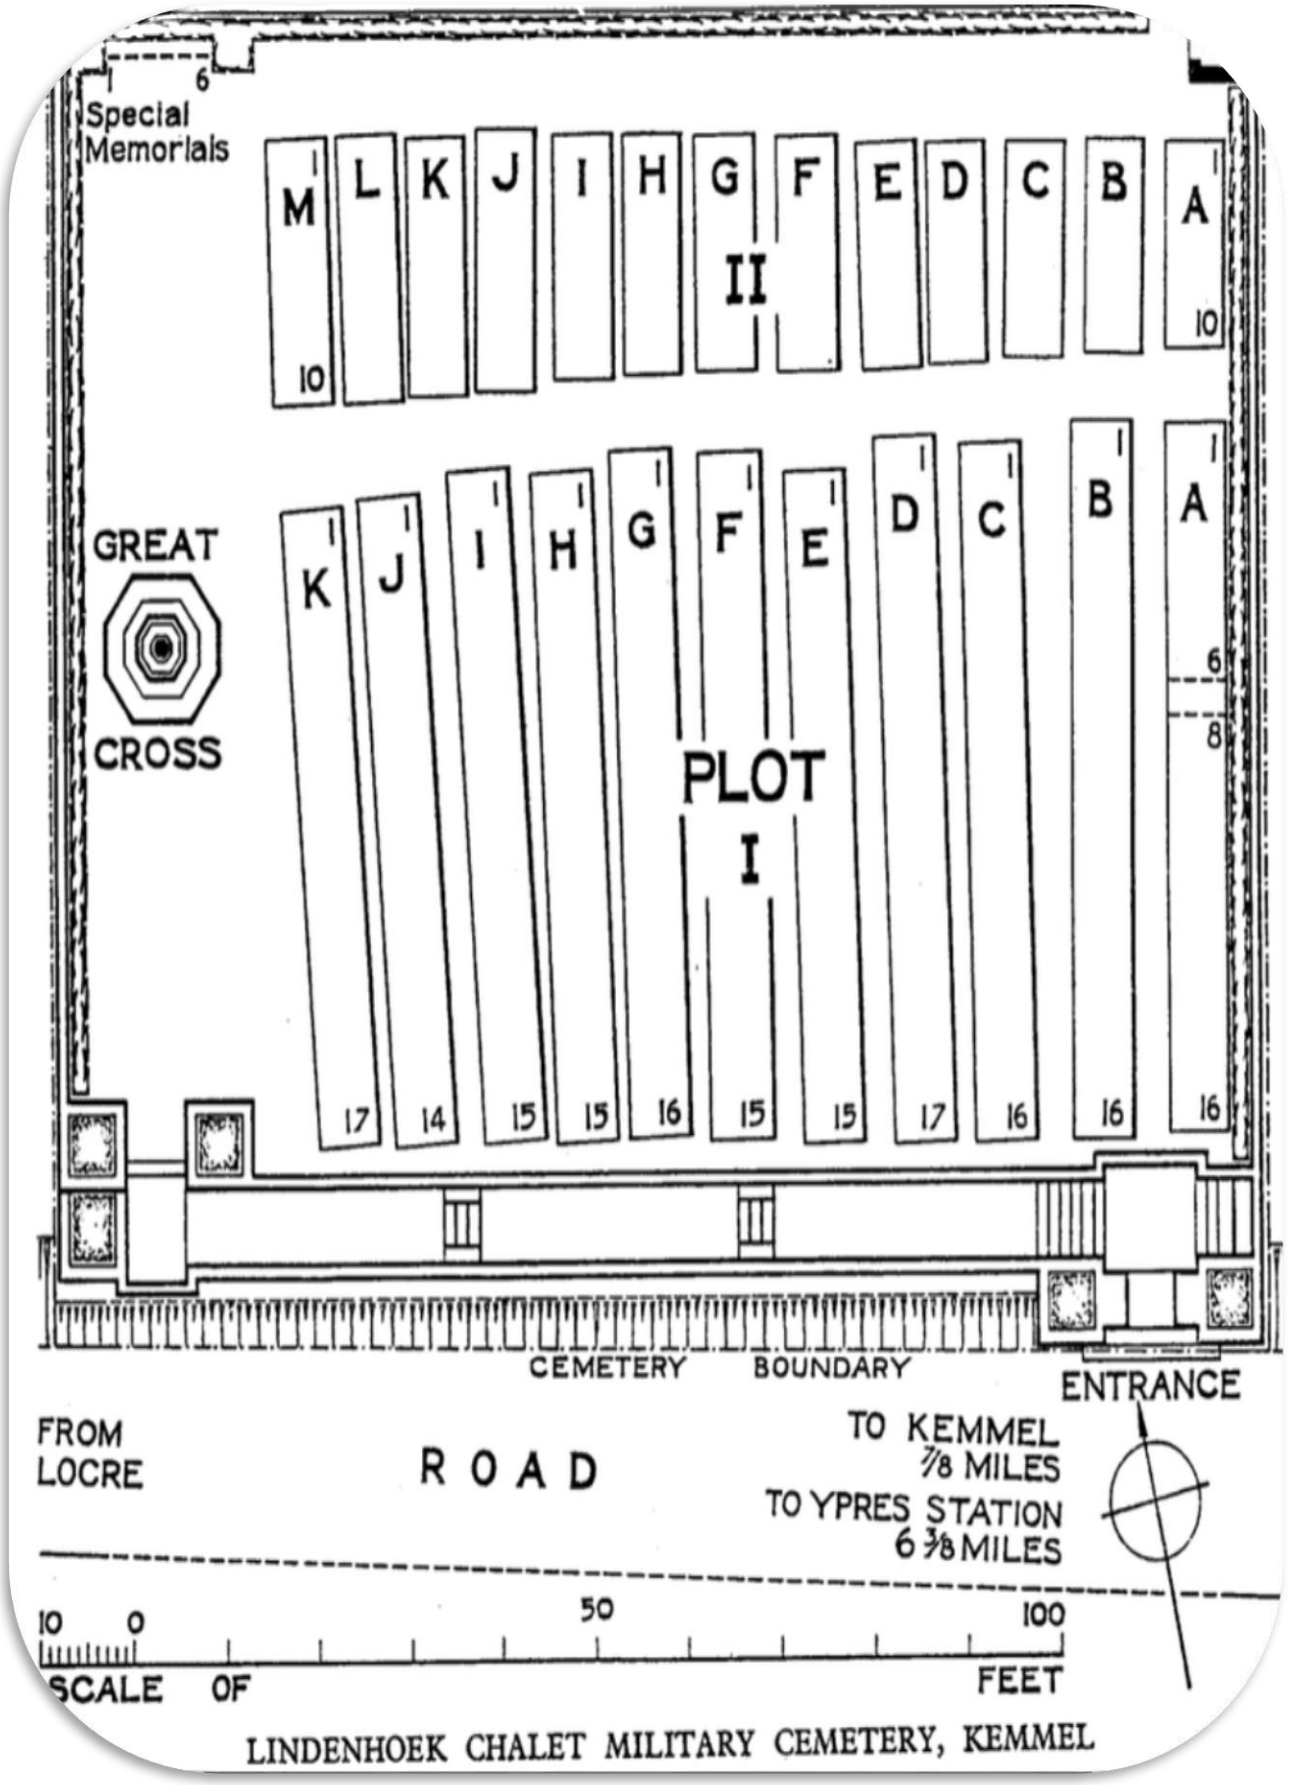 1 6
Special
Memorials
1 1
M L K J I H G F E D C B A
II
10 10
1 1 1 1 1 1 1 1 1 1 1
K J I H G F E D C B A
GREAT
CROSS
6
8
PLOT
I
17 14 15 15 16 15 15 17 16 16 16
CEMETERY BOUNDARY
ENTRANCE
FROM
LOCRE
ROAD
TO KEMMEL
7/8 MILES
TO YPRES STATION
6 3/8 MILES
10 0 50 100
SCALE OF FEET
LINDENHOEK CHALET MILITARY CEMETERY, KEMMEL